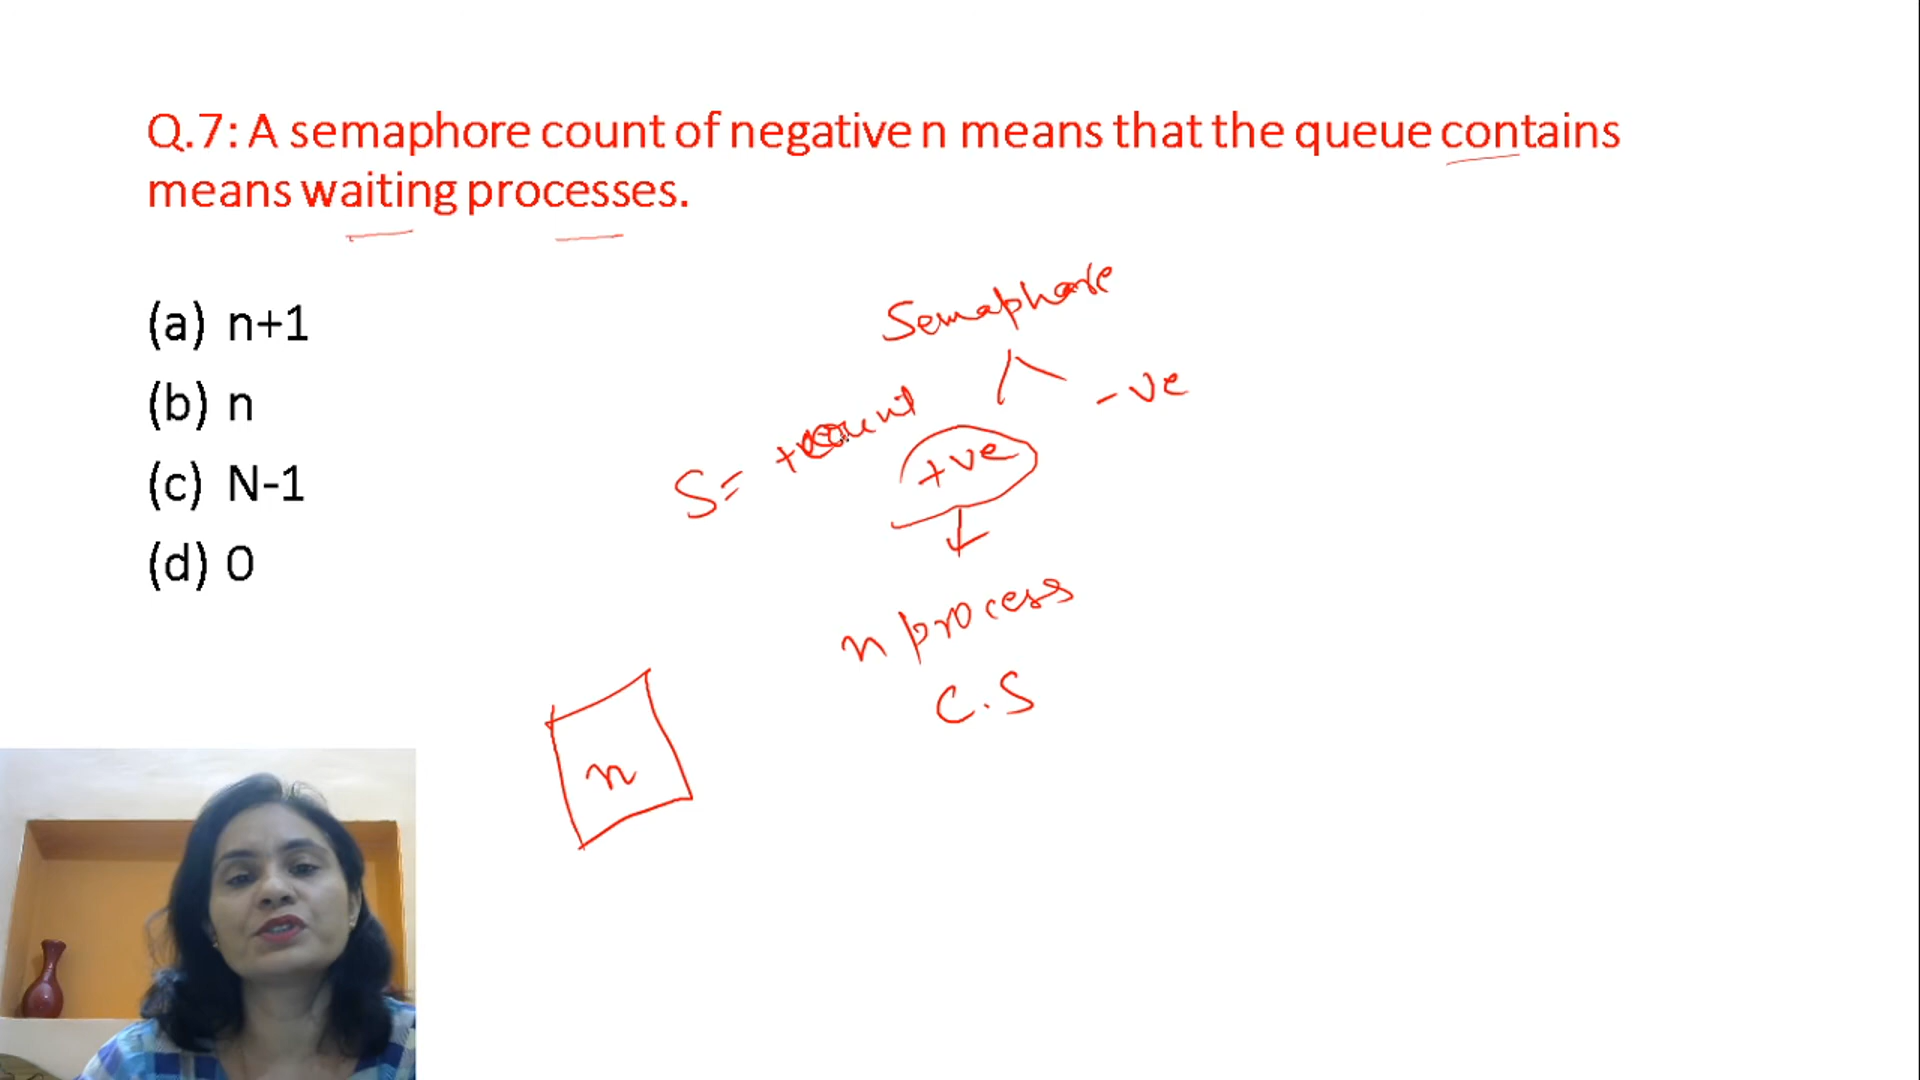 Q.7: A semaphore count of negative n means that the queue contains
means waiting processes.
(a) n+1
(b) n
(c) N-1
(d) 0
Semaphore
-ve
+ve
S= +count
n process
C.S
n